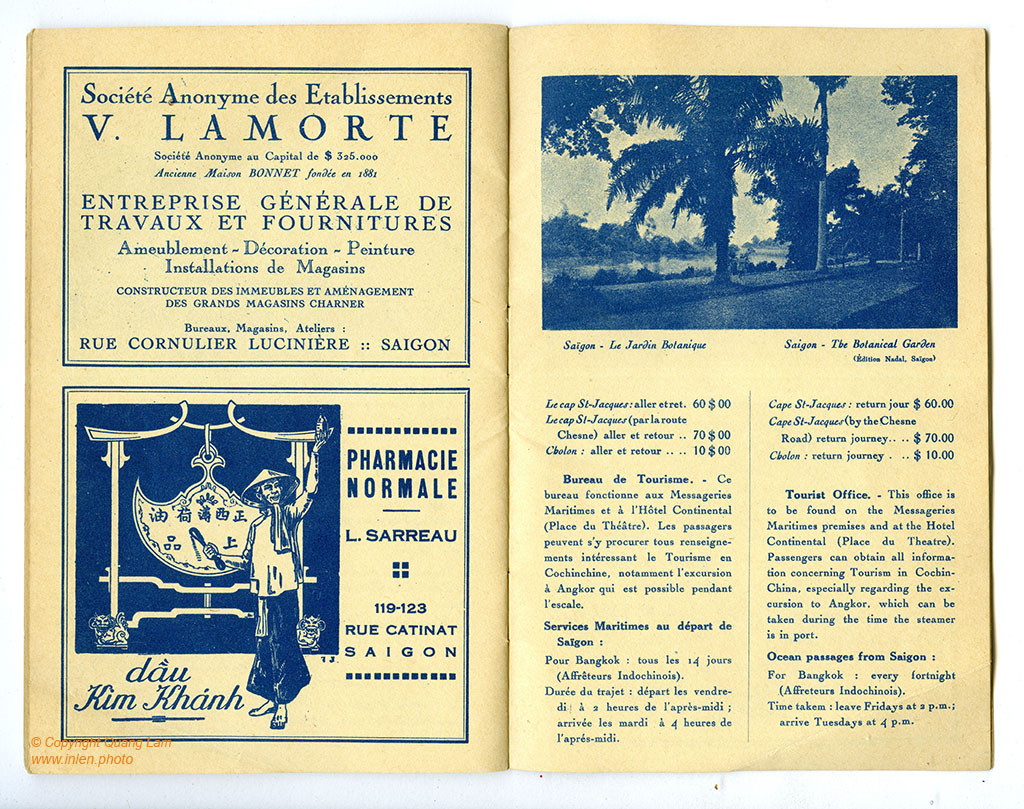 Société Anonyme des Etablissements
V. LAMORTE
Société Anonyme au Capital de $ 325.000
Ancienne Maison BONNET fondée en 1881
ENTREPRISE GÉNÉRALE DE
TRAVAUX ET FOURNITURES
Ameublement - Décoration - Peinture
Installations de Magasins
CONSTRUCTEUR DES IMMEUBLES ET AMÉNAGEMENT
DES GRANDS MAGASINS CHARNER
Bureaux, Magasins, Ateliers :
RUE CORNULIER LUCINIÈRE :: SAIGON
油荷滿西正
品上
dầu
Kim Khánh
T J.
PHARMACIE
NORMALE
L. SARREAU
119-123
RUE CATINAT
SAIGON
© Copyright Quang Lam
www.inlen.photo
Saïgon - Le Jardin Botanique
Saigon - The Botanical Garden
(Édition Nadal, Saïgon)
Le cap St-Jacques : aller et ret. 60 $ 00
Le cap St-Jacques (par la route
Chesne) aller et retour .. 70 $ 00
Cholon : aller et retour .. .. 10 $ 00
Bureau de Tourisme. - Ce
bureau fonctionne aux Messageries
Maritimes et à l'Hôtel Continental
(Place du Théâtre). Les passagers
peuvent s'y procurer tous renseigne-
ments intéressant le Tourisme en
Cochinchine, notamment l'excursion
à Angkor qui est possible pendant
l'escale.
Services Maritimes au départ de
Saïgon :
Pour Bangkok : tous les 14 jours
(Affrêteurs Indochinois).
Durée du trajet : départ les vendre-
di à 2 heures de l'après-midi ;
arrivée les mardi à 4 heures de
l'aprés-midi.
Cape St-Jacques : return jour $ 60.00
Cape St-Jacques (by the Chesne
Road) return journey.. .. $ 70.00
Cholon : return journey . .. $ 10.00
Tourist Office. - This office is
to be found on the Messageries
Maritimes premises and at the Hotel
Continental (Place du Theatre).
Passengers can obtain all informa-
tion concerning Tourism in Cochin-
China, especially regarding the ex-
cursion to Angkor, which can be
taken during the time the steamer
is in port.
Ocean passages from Saigon :
For Bangkok : every fortnight
(Affreteurs Indochinois).
Time takem : leave Fridays at 2 p.m.;
arrive Tuesdays at 4 p.m.